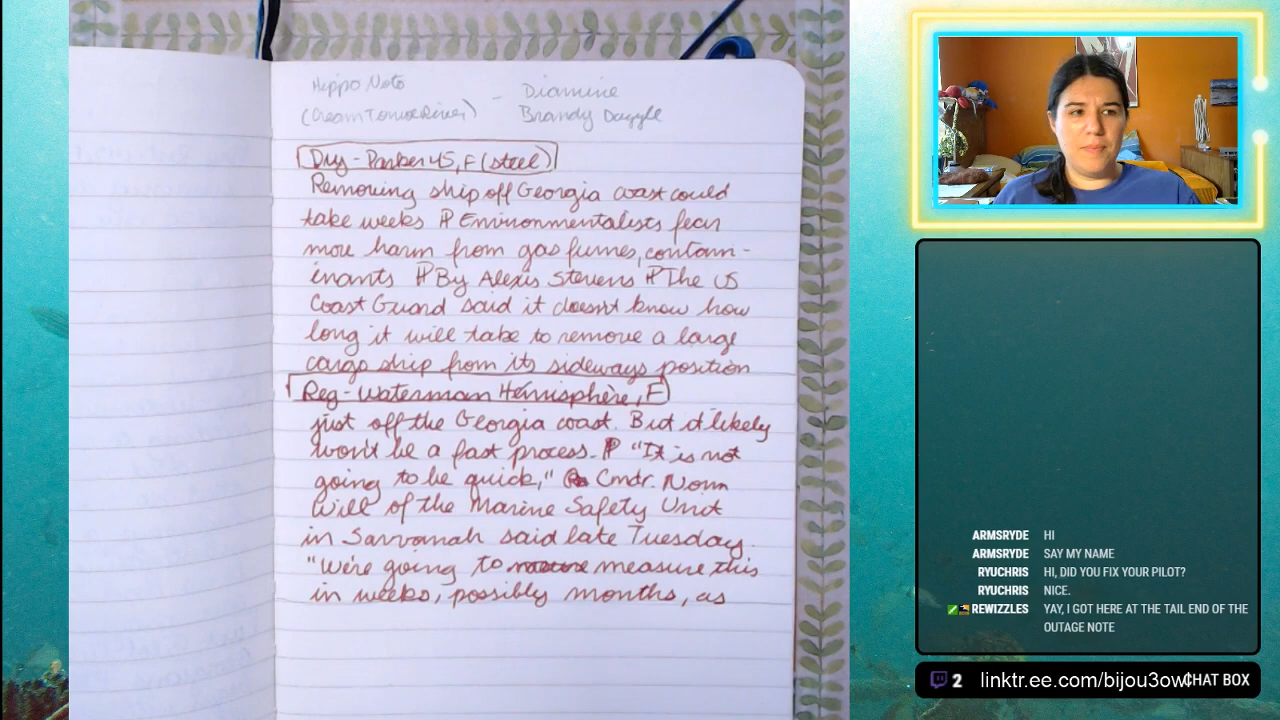 Hippo Noto
(Cream Tomoe River)
- Diamine
Brandy Dazzle
Dry - Parker 45, F (steel)
Removing ship off Georgia coast could
take weeks ¶ Environmentalists fear
more harm from gas fumes, contam-
inants ¶ By Alexis Stevens ¶ The US
Coast Guard said it doesn't know how
long it will take to remove a large
cargo ship from its sideways position
Reg - Waterman Hémisphère, F
just off the Georgia coast. But it likely
won't be a fast process. ¶ "It is not
going to be quick," Cmdr. Norm
Will of the Marine Safety Unit
in Savvanah said late Tuesday.
"We're going to measure this
in weeks, possibly months, as
ARMSRYDE HI
ARMSRYDE SAY MY NAME
RYUCHRIS HI, DID YOU FIX YOUR PILOT?
RYUCHRIS NICE.
REWIZZLES YAY, I GOT HERE AT THE TAIL END OF THE
OUTAGE NOTE
2 linktr.ee.com/bijou3owl CHAT BOX